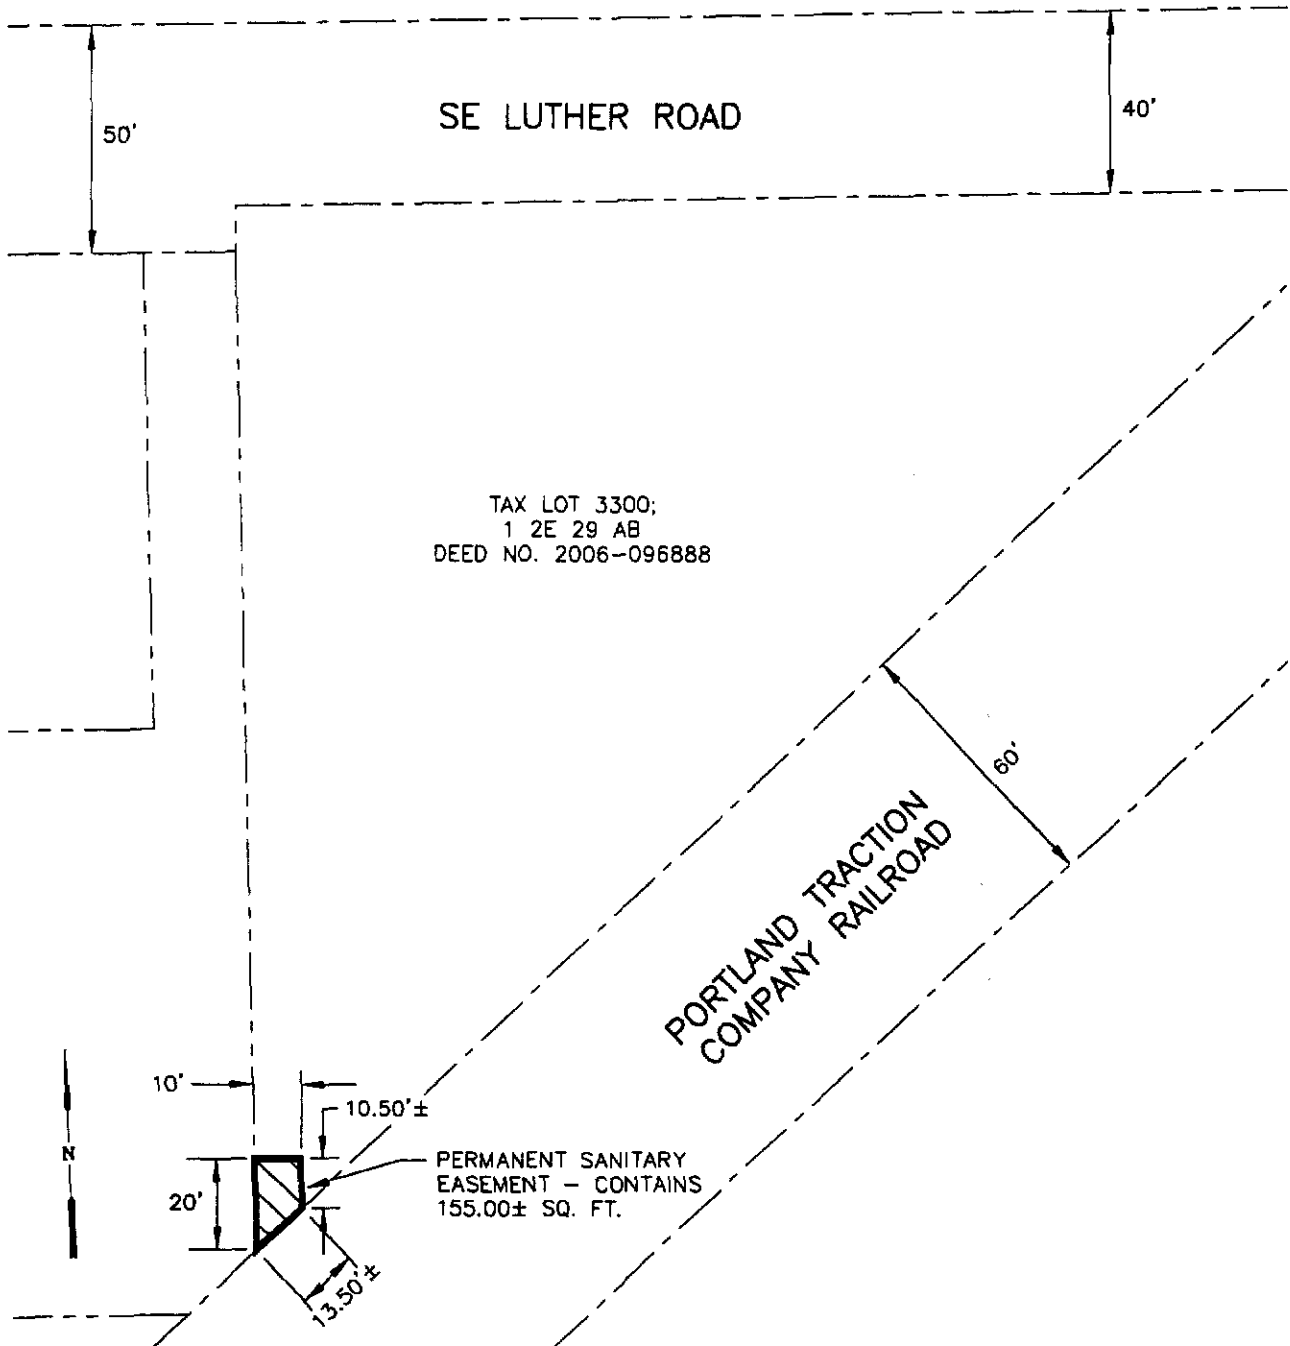 SE LUTHER ROAD
50'
40'
TAX LOT 3300;
1 2E 29 AB
DEED NO. 2006-096888
60'
PORTLAND TRACTION
COMPANY RAILROAD
10'
10.50'±
N
PERMANENT SANITARY
EASEMENT - CONTAINS
155.00± SQ. FT.
20'
13.50'±